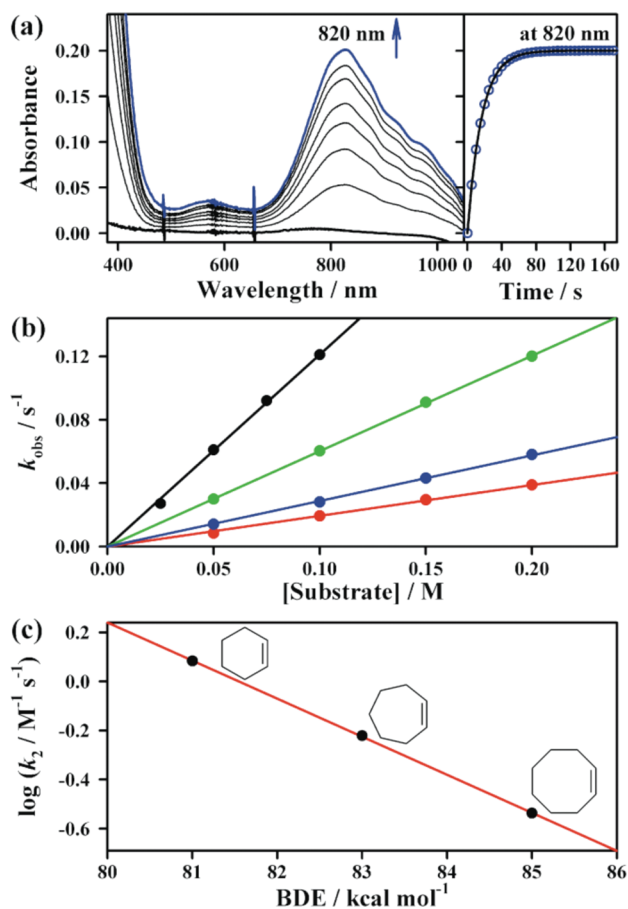 (a)
820 nm
at 820 nm
0.20
0.15
0.10
0.05
0.00
Absorbance
400 600 800 1000
0 40 80 120 160
Wavelength / nm
Time / s
(b)
0.12
0.08
0.04
0.00
kobs / s⁻¹
0.00 0.05 0.10 0.15 0.20
[Substrate] / M
(c)
0.2
0.0
-0.2
-0.4
-0.6
log (k₂ / M⁻¹ s⁻¹)
80 81 82 83 84 85 86
BDE / kcal mol⁻¹